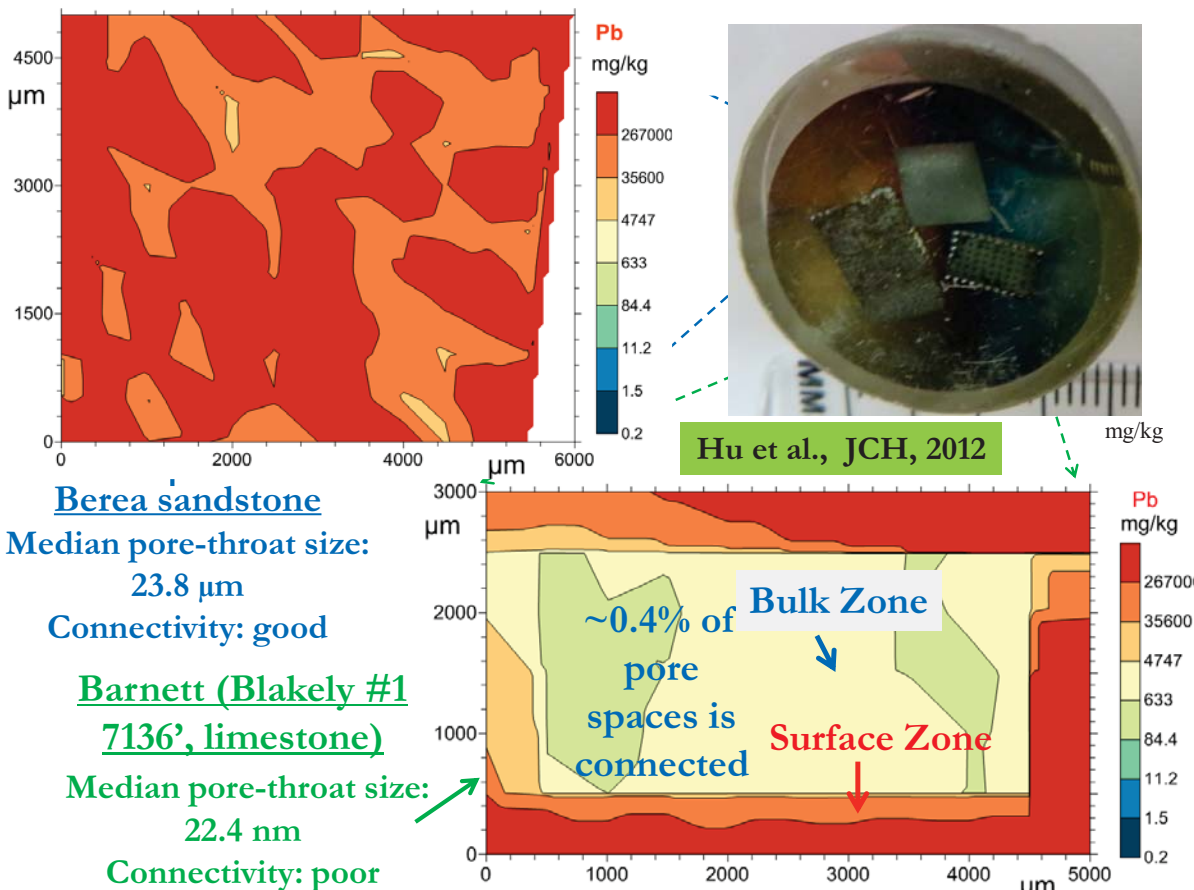 Pb
mg/kg
4500
µm
3000
1500
0
0
2000
4000
6000
µm
267000
35600
4747
633
84.4
11.2
1.5
0.2
MM
mg/kg
Hu et al., JCH, 2012
Berea sandstone
Median pore-throat size:
23.8 µm
Connectivity: good
Barnett (Blakely #1
7136’, limestone)
Median pore-throat size:
22.4 nm
Connectivity: poor
3000
µm
2000
1000
0
0
1000
2000
3000
4000
5000
µm
~0.4% of
pore
spaces is
connected
Bulk Zone
Surface Zone
Pb
mg/kg
267000
35600
4747
633
84.4
11.2
1.5
0.2